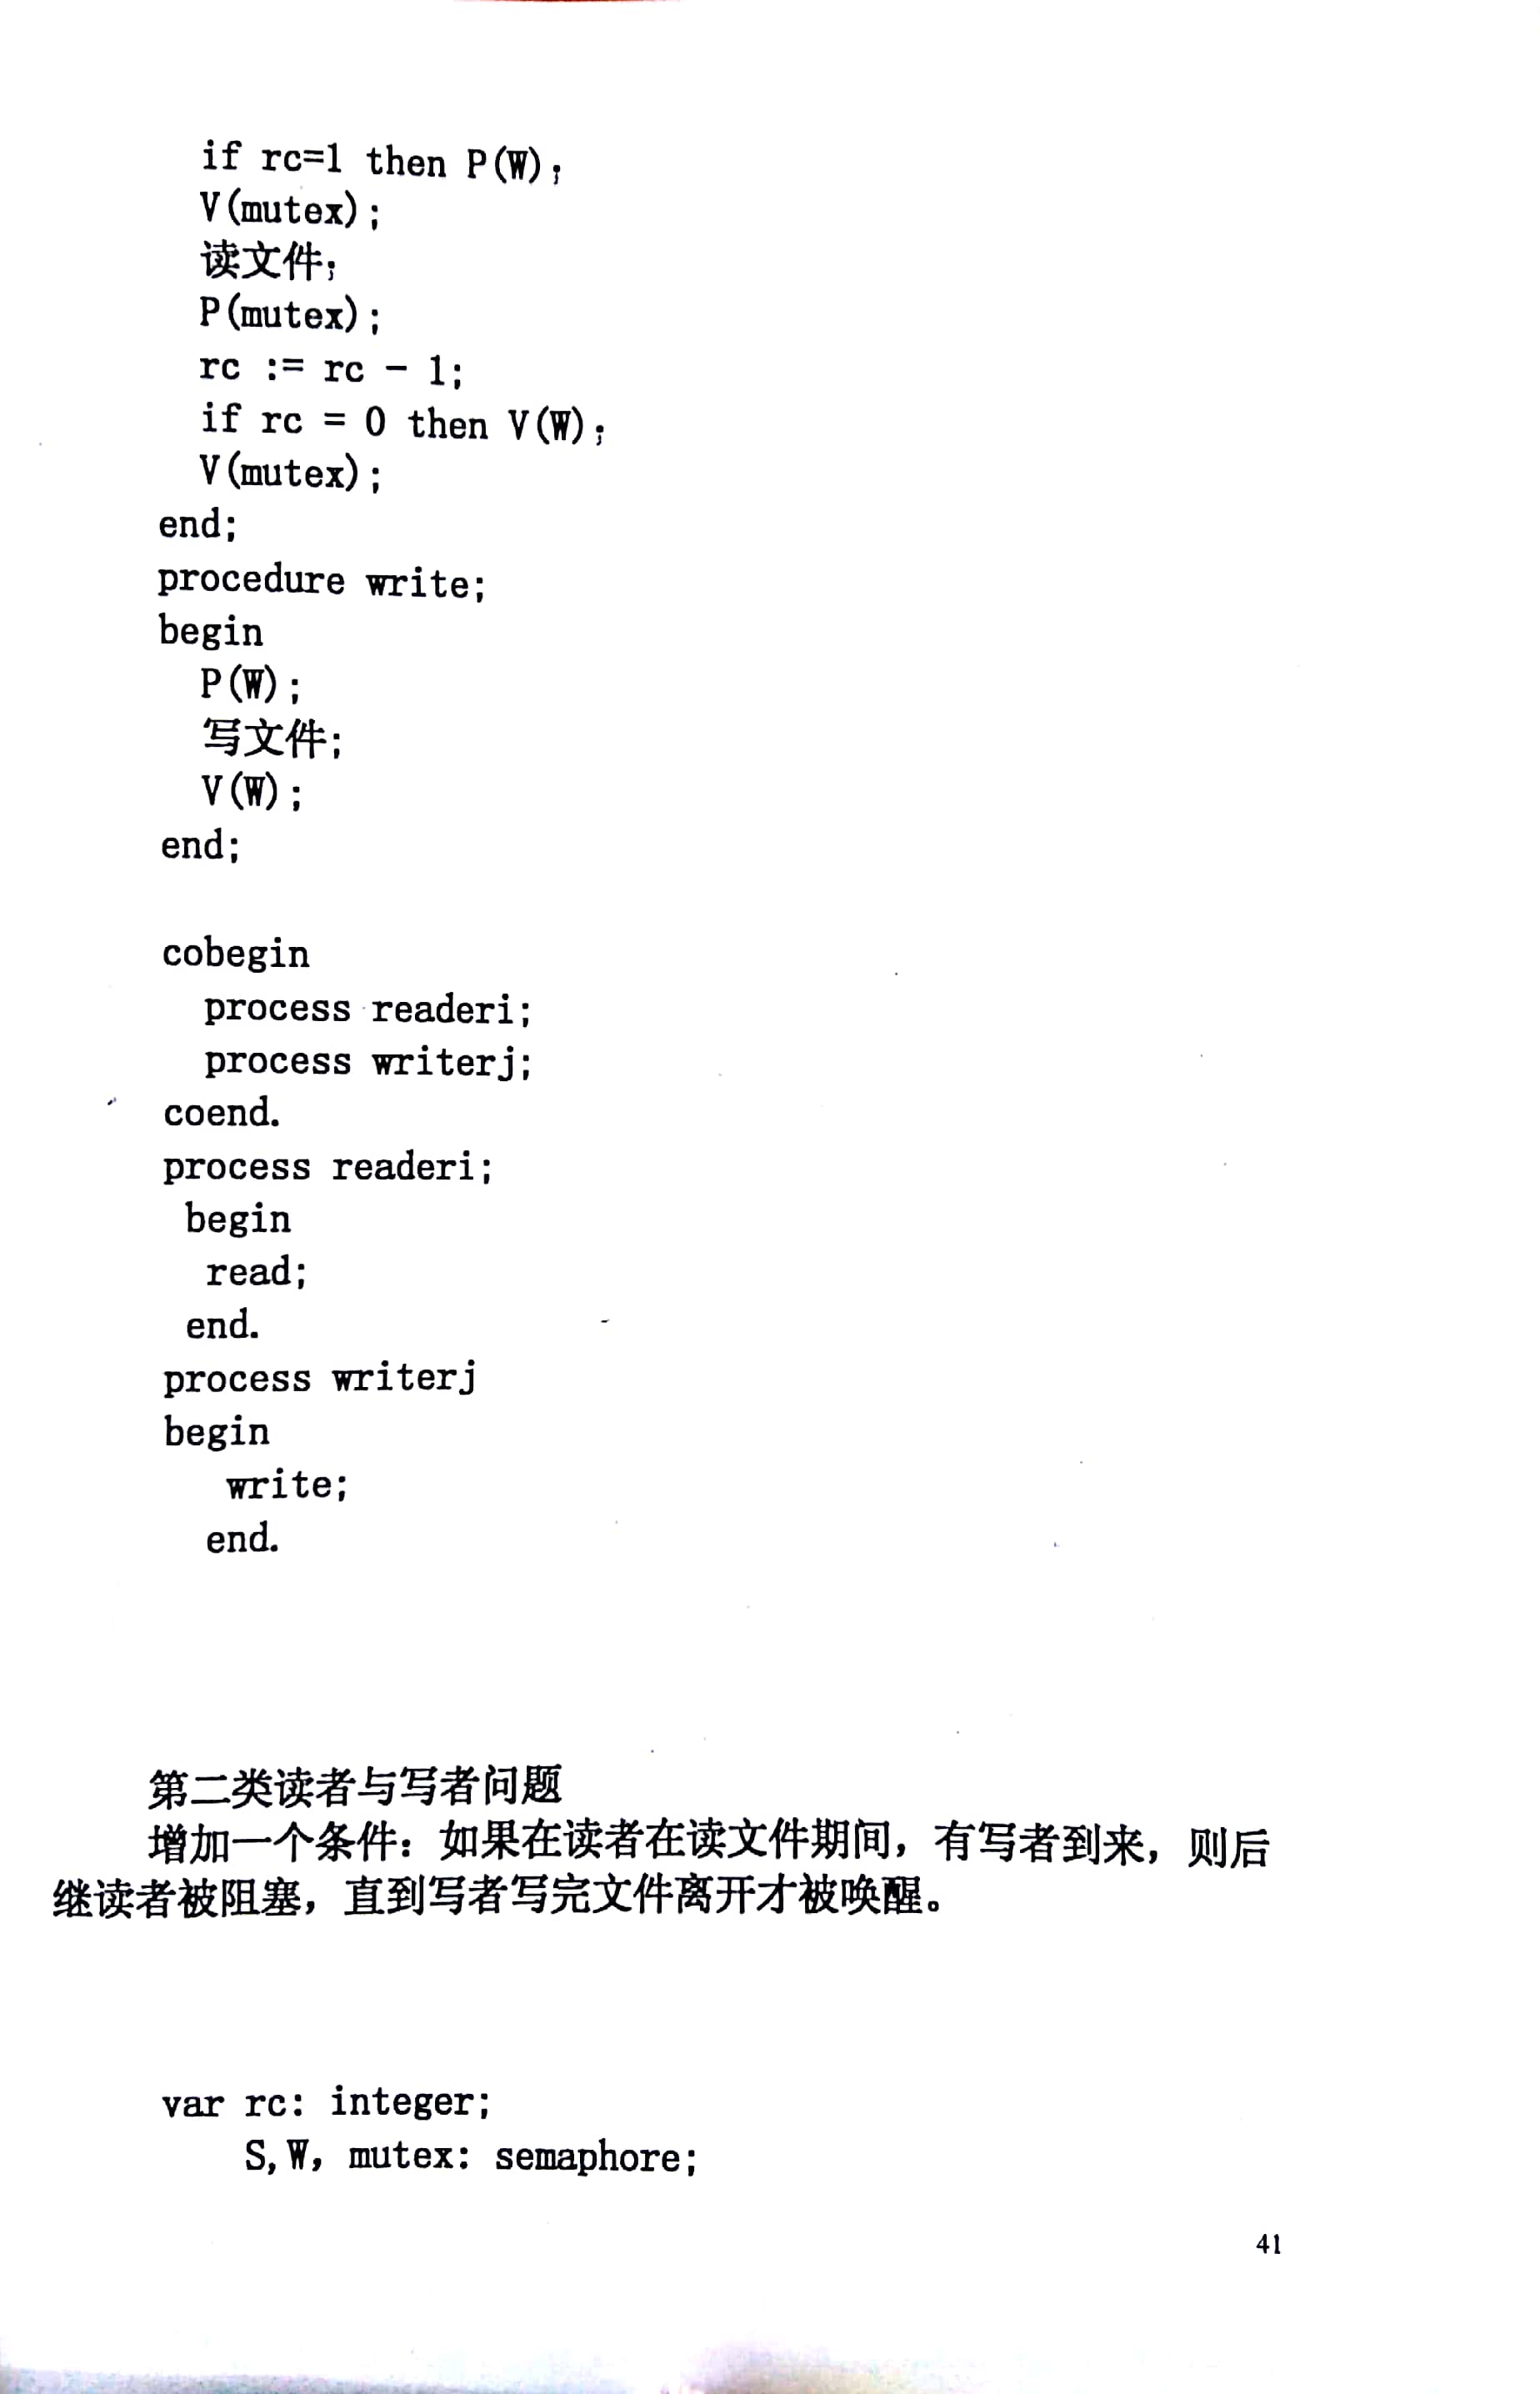 if rc=1 then P(W);
V(mutex);
读文件;
P(mutex);
rc := rc - 1;
if rc = 0 then V(W);
V(mutex);
end;
procedure write;
begin
P(W);
写文件;
V(W);
end;
cobegin
process readeri;
process writerj;
coend.
process readeri;
begin
read;
end.
process writerj
begin
write;
end.
第二类读者与写者问题
增加一个条件：如果在读者在读文件期间，有写者到来，则后
继读者被阻塞，直到写者写完文件离开才被唤醒。
var rc: integer;
S,W, mutex: semaphore;
41